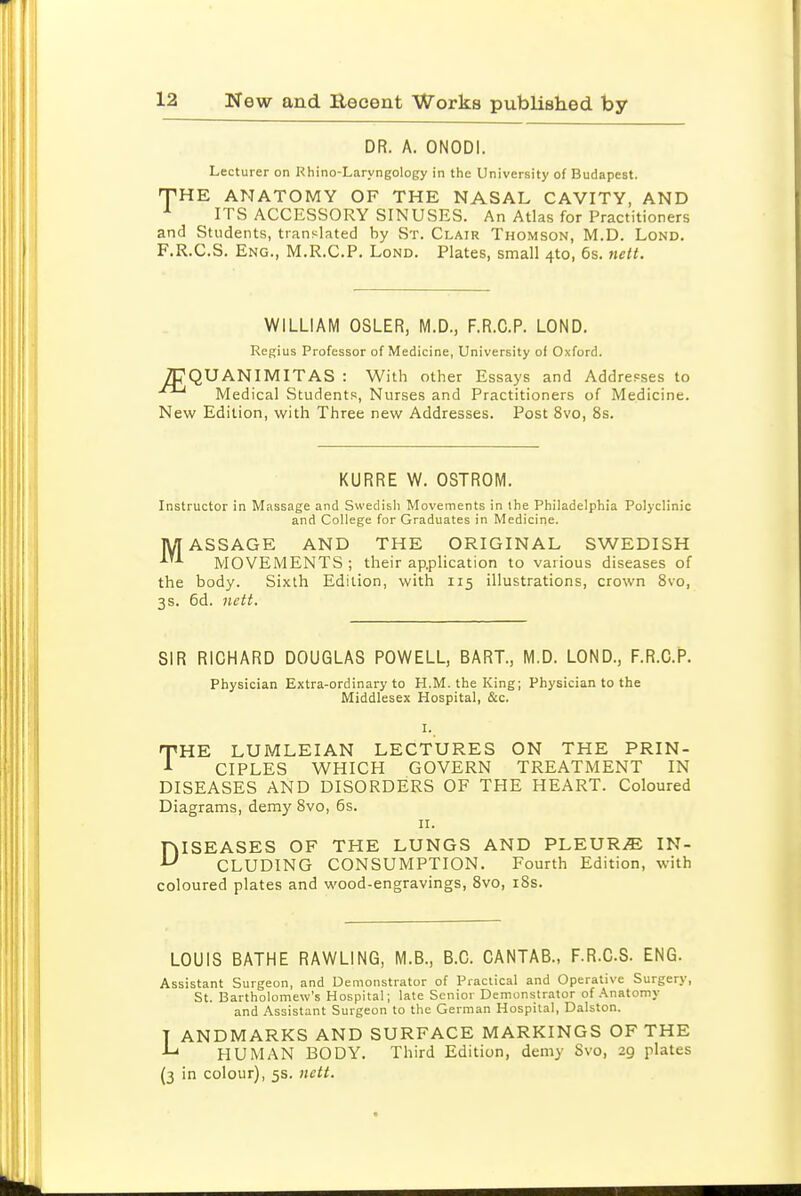 12 New and Recent Works published by
DR. A. ONODI.
Lecturer on Rhino-Laryngology in the University of Budapest.
THE ANATOMY OF THE NASAL CAVITY, AND
ITS ACCESSORY SINUSES. An Atlas for Practitioners
and Students, translated by St. Clair Thomson, M.D. Lond.
F.R.C.S. Eng., M.R.C.P. Lond. Plates, small 4to, 6s. nett.
WILLIAM OSLER, M.D., F.R.C.P. LOND.
Regius Professor of Medicine, University of Oxford.
ÆQUANIMITAS : With other Essays and Addresses to
Medical Students, Nurses and Practitioners of Medicine.
New Edition, with Three new Addresses. Post 8vo, 8s.
KURRE W. OSTROM.
Instructor in Massage and Swedish Movements in the Philadelphia Polyclinic
and College for Graduates in Medicine.
MASSAGE AND THE ORIGINAL SWEDISH
MOVEMENTS ; their application to various diseases of
the body. Sixth Edition, with 115 illustrations, crown 8vo,
3s. 6d. nett.
SIR RICHARD DOUGLAS POWELL, BART., M.D. LOND., F.R.C.P.
Physician Extra-ordinary to H.M. the King; Physician to the
Middlesex Hospital, &c.
I.
THE LUMLEIAN LECTURES ON THE PRIN-
CIPLES WHICH GOVERN TREATMENT IN
DISEASES AND DISORDERS OF THE HEART. Coloured
Diagrams, demy 8vo, 6s.
II.
DISEASES OF THE LUNGS AND PLEURÆ IN-
CLUDING CONSUMPTION. Fourth Edition, with
coloured plates and wood-engravings, 8vo, 18s.
LOUIS BATHE RAWLING, M.B., B.C. CANTAB., F.R.C.S. ENG.
Assistant Surgeon, and Demonstrator of Practical and Operative Surgery,
St. Bartholomew's Hospital; late Senior Demonstrator of Anatomy
and Assistant Surgeon to the German Hospital, Dalston.
LANDMARKS AND SURFACE MARKINGS OF THE
HUMAN BODY. Third Edition, demy 8vo, 29 plates
(3 in colour), 5s. nett.